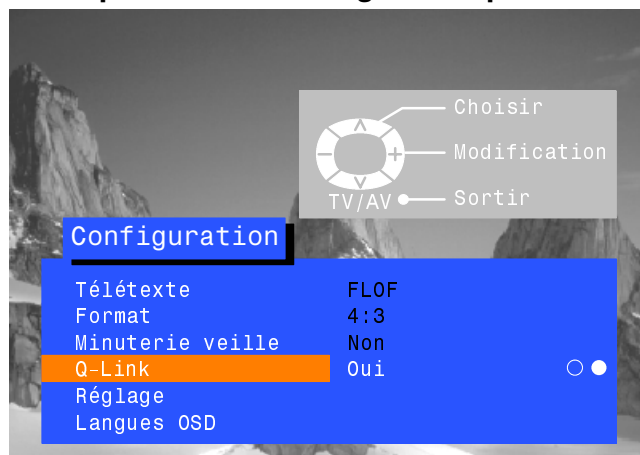 Choisir
Modification
TV/AV Sortir
Configuration
Télétexte FLOF
Format 4:3
Minuterie veille Non
Q-Link Oui
Réglage
Langues OSD